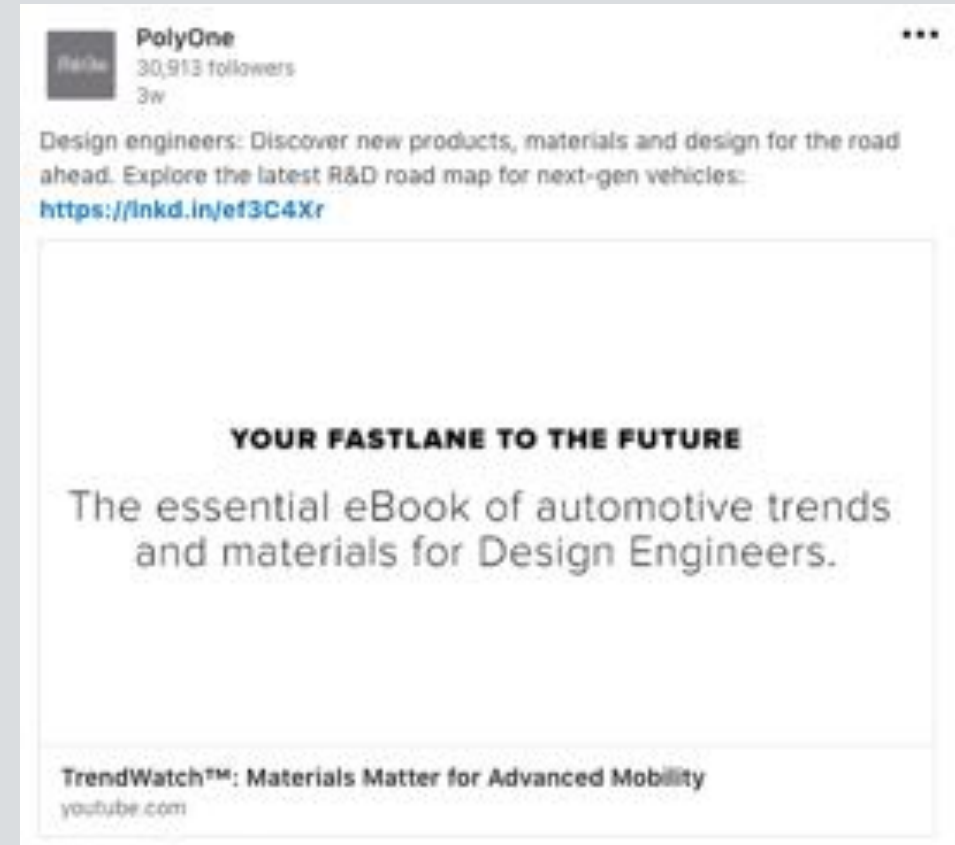 PolyOne
30,913 followers
3w
Design engineers: Discover new products, materials and design for the road
ahead. Explore the latest R&D road map for next-gen vehicles:
https://lnkd.in/ef3C4Xr
YOUR FASTLANE TO THE FUTURE
The essential eBook of automotive trends
and materials for Design Engineers.
TrendWatch™: Materials Matter for Advanced Mobility
youtube.com